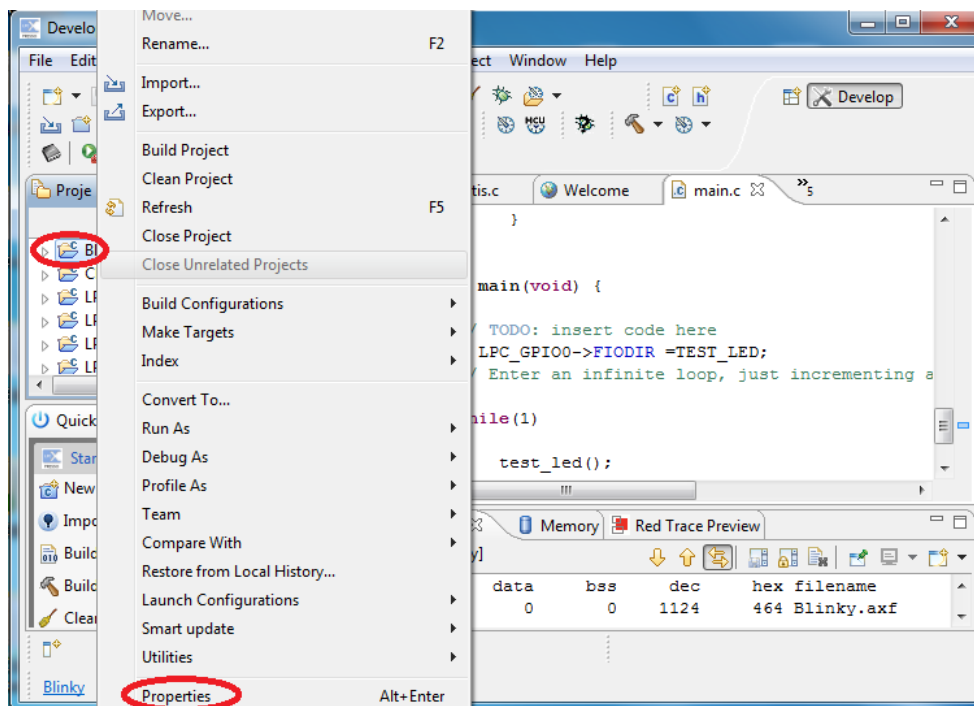 Develo
File Edit
ect Window Help
Develop
Proje
Bl
C
Quick
Star
New
Impo
Build
Build
Clear
Blinky
Move...
Rename... F2
Import...
Export...
Build Project
Clean Project
Refresh F5
Close Project
Close Unrelated Projects
Build Configurations
Make Targets
Index
Convert To...
Run As
Debug As
Profile As
Team
Compare With
Restore from Local History...
Launch Configurations
Smart update
Utilities
Properties Alt+Enter
tis.c Welcome main.c »5
}
main(void) {
/ TODO: insert code here
LPC_GPIO0->FIODIR =TEST_LED;
/ Enter an infinite loop, just incrementing a
hile(1)
test_led();
Memory Red Trace Preview
y]
data bss dec hex filename
0 0 1124 464 Blinky.axf